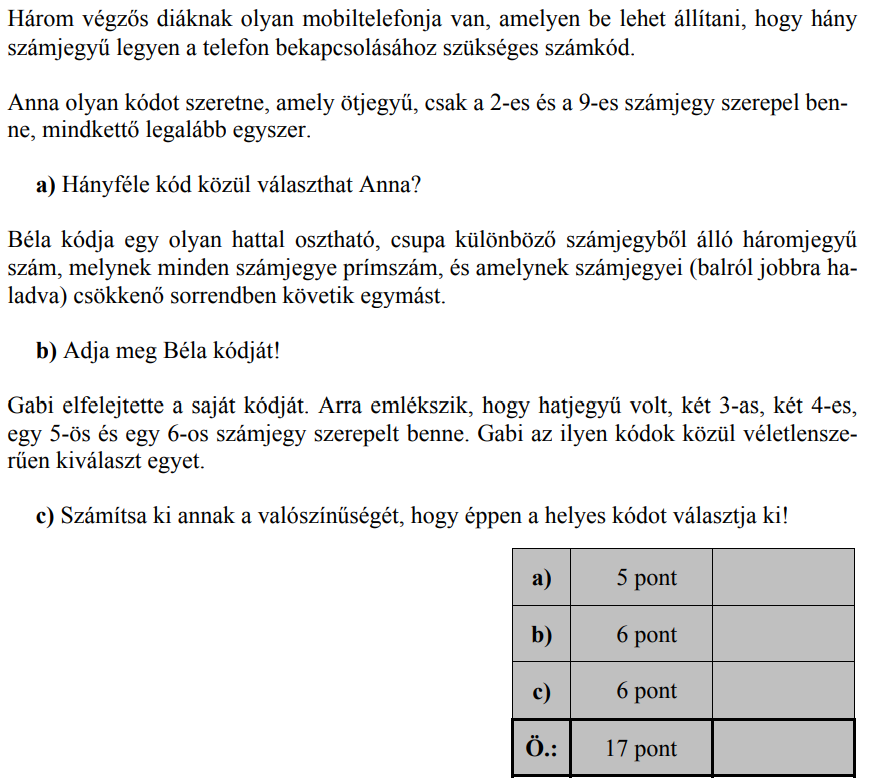 Három végzős diáknak olyan mobiltelefonja van, amelyen be lehet állítani, hogy hány
számjegyű legyen a telefon bekapcsolásához szükséges számkód.
Anna olyan kódot szeretne, amely ötjegyű, csak a 2-es és a 9-es számjegy szerepel ben-
ne, mindkettő legalább egyszer.
a) Hányféle kód közül választhat Anna?
Béla kódja egy olyan hattal osztható, csupa különböző számjegyből álló háromjegyű
szám, melynek minden számjegye prímszám, és amelynek számjegyei (balról jobbra ha-
ladva) csökkenő sorrendben követik egymást.
b) Adja meg Béla kódját!
Gabi elfelejtette a saját kódját. Arra emlékszik, hogy hatjegyű volt, két 3-as, két 4-es,
egy 5-ös és egy 6-os számjegy szerepelt benne. Gabi az ilyen kódok közül véletlensze-
rűen kiválaszt egyet.
c) Számítsa ki annak a valószínűségét, hogy éppen a helyes kódot választja ki!
a) 5 pont
b) 6 pont
c) 6 pont
Ö.: 17 pont